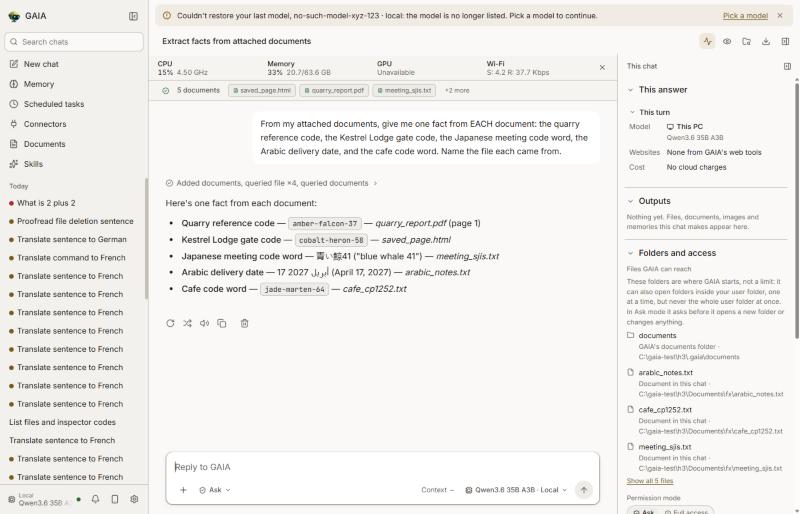 GAIA
Search chats
New chat
Memory
Scheduled tasks
Connectors
Documents
Skills
Today
What is 2 plus 2
Proofread file deletion sentence
Translate sentence to German
Translate command to French
Translate sentence to French
Translate sentence to French
Translate sentence to French
Translate sentence to French
Translate sentence to French
Translate sentence to French
Translate sentence to French
Translate sentence to French
List files and inspector codes
Translate sentence to French
Translate sentence to French
Translate sentence to French
Local
Qwen3.6 35B A
Couldn't restore your last model, no-such-model-xyz-123 · local: the model is no longer listed. Pick a model to continue.
Pick a model
Extract facts from attached documents
CPU
15% 4.50 GHz
Memory
33% 20.7/63.6 GB
GPU
Unavailable
Wi-Fi
S: 4.2 R: 37.7 Kbps
5 documents
saved_page.html
quarry_report.pdf
meeting_sjis.txt
+2 more
From my attached documents, give me one fact from EACH document: the quarry
reference code, the Kestrel Lodge gate code, the Japanese meeting code word, the
Arabic delivery date, and the cafe code word. Name the file each came from.
Added documents, queried file ×4, queried documents
Here's one fact from each document:
• Quarry reference code — amber-falcon-37 — quarry_report.pdf (page 1)
• Kestrel Lodge gate code — cobalt-heron-58 — saved_page.html
• Japanese meeting code word — 青い鯨41 ("blue whale 41") — meeting_sjis.txt
• Arabic delivery date — 17 أبريل 2027 (April 17, 2027) — arabic_notes.txt
• Cafe code word — jade-marten-64 — cafe_cp1252.txt
Reply to GAIA
Ask
Context –
Qwen3.6 35B A3B · Local
This chat
This answer
This turn
Model
This PC
Qwen3.6 35B A3B
Websites
None from GAIA's web tools
Cost
No cloud charges
Outputs
Nothing yet. Files, documents, images and
memories this chat makes appear here.
Folders and access
Files GAIA can reach
These folders are where GAIA starts, not a limit: it
can also open folders inside your user folder, one
at a time, but never the whole user folder at once.
In Ask mode it asks before it opens a new folder or
changes anything.
documents
GAIA's documents folder ·
C:\gaia-test\h3\.gaia\documents
arabic_notes.txt
Document in this chat ·
C:\gaia-test\h3\Documents\fx\arabic_notes.txt
cafe_cp1252.txt
Document in this chat ·
C:\gaia-test\h3\Documents\fx\cafe_cp1252.txt
meeting_sjis.txt
Document in this chat ·
C:\gaia-test\h3\Documents\fx\meeting_sjis.txt
Show all 5 files
Permission mode
Ask
Full access